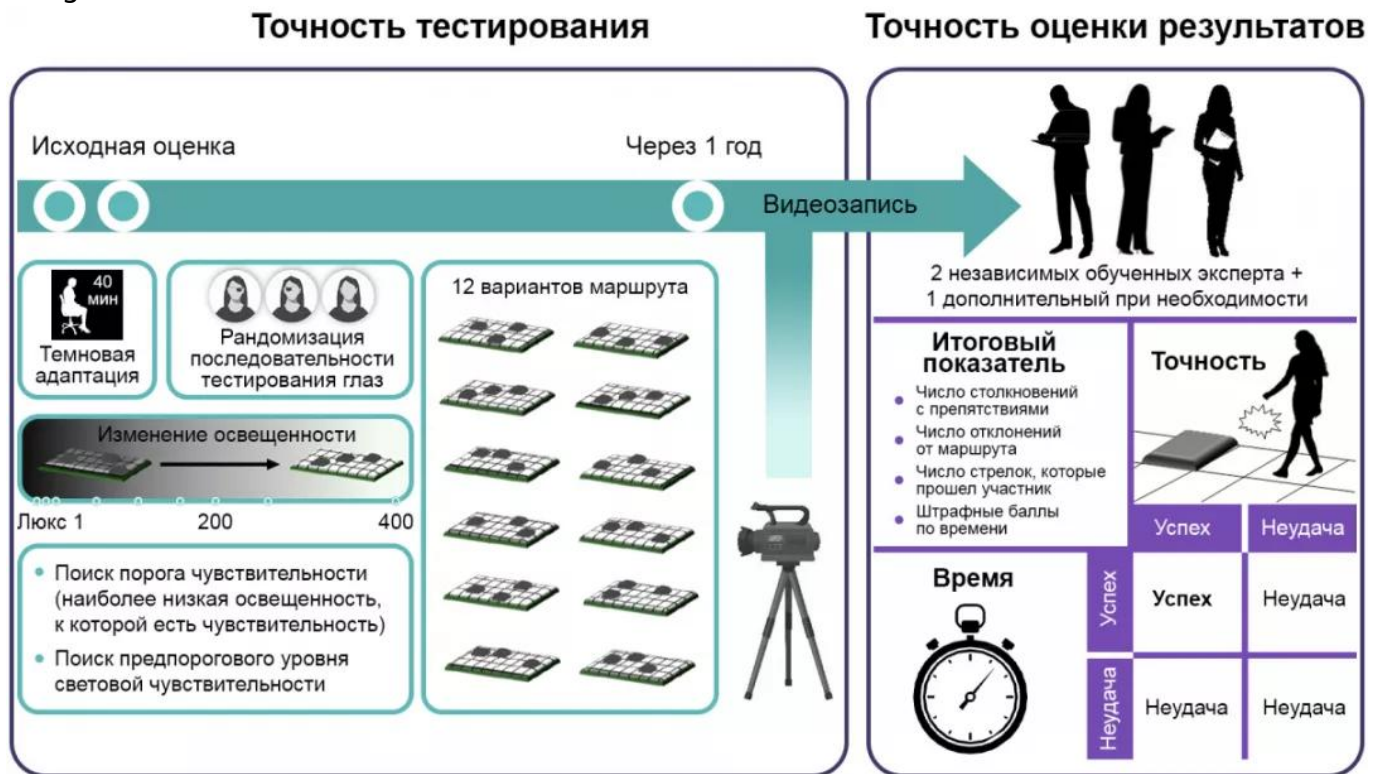 Точность тестирования
Точность оценки результатов
Исходная оценка
Через 1 год
Видеозапись
40
МИН
Темновая
адаптация
Рандомизация
последовательности
тестирования глаз
12 вариантов маршрута
Изменение освещенности
Люкс 1
200
400
• Поиск порога чувствительности
(наиболее низкая освещенность,
к которой есть чувствительность)
• Поиск предпорогового уровня
световой чувствительности
2 независимых обученных эксперта +
1 дополнительный при необходимости
Итоговый
показатель
• Число столкновений
с препятствиями
• Число отклонений
от маршрута
• Число стрелок, которые
прошел участник
• Штрафные баллы
по времени
Точность
Успех
Неудача
Время
Успех
Успех
Неудача
Неудача
Неудача
Неудача